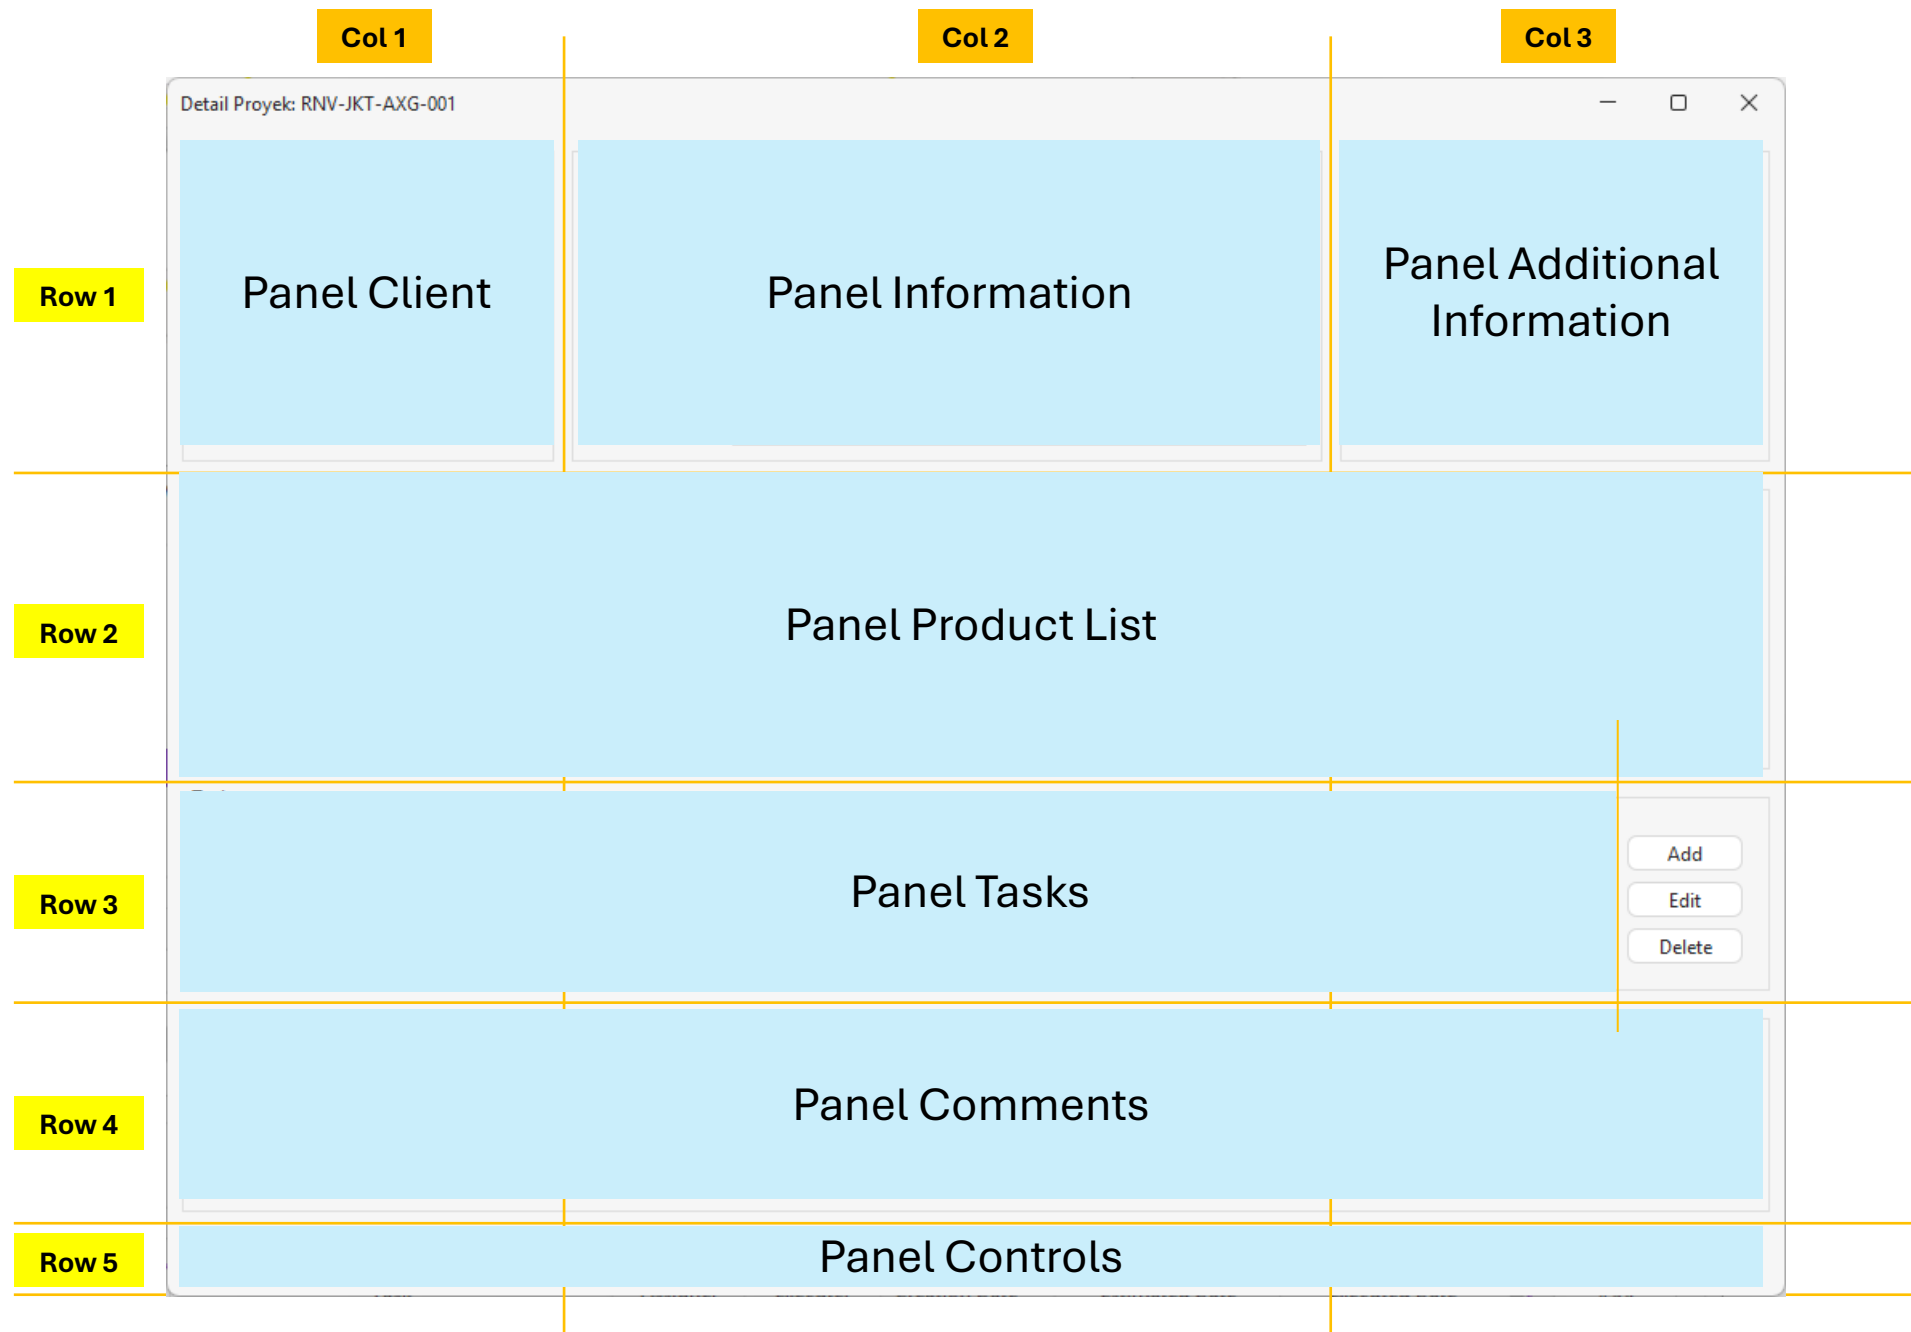 Col 1
Col 2
Col 3
Detail Proyek: RNV-JKT-AXG-001
Row 1
Panel Client
Panel Information
Panel Additional
Information
Row 2
Panel Product List
Row 3
Panel Tasks
Add
Edit
Delete
Row 4
Panel Comments
Row 5
Panel Controls